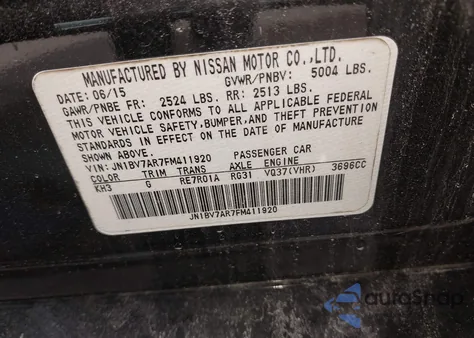 MANUFACTURED BY NISSAN MOTOR CO.,LTD.
DATE: 06/15 GVWR/PNBV: 5004 LBS.
GAWR/PNBE FR: 2524 LBS. RR: 2513 LBS.
THIS VEHICLE CONFORMS TO ALL APPLICABLE FEDERAL
MOTOR VEHICLE SAFETY, BUMPER, AND THEFT PREVENTION
STANDARDS IN EFFECT ON THE DATE OF MANUFACTURE
SHOWN ABOVE.
VIN: JN1BV7AR7FM411920 PASSENGER CAR
COLOR TRIM TRANS AXLE ENGINE
KH3 G RE7R01A RG31 VQ37(VHR) 3696CC
JN1BV7AR7FM411920
AuraSnap